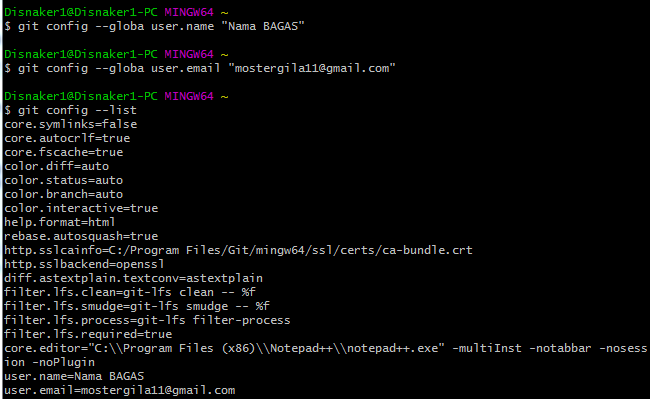 Disnaker1@Disnaker1-PC MINGW64 ~
$ git config --globa user.name "Nama BAGAS"
Disnaker1@Disnaker1-PC MINGW64 ~
$ git config --globa user.email "mostergila11@gmail.com"
Disnaker1@Disnaker1-PC MINGW64 ~
$ git config --list
core.symlinks=false
core.autocrlf=true
core.fscache=true
color.diff=auto
color.status=auto
color.branch=auto
color.interactive=true
help.format=html
rebase.autosquash=true
http.sslcainfo=C:/Program Files/Git/mingw64/ssl/certs/ca-bundle.crt
http.sslbackend=openssl
diff.astextplain.textconv=astextplain
filter.lfs.clean=git-lfs clean -- %f
filter.lfs.smudge=git-lfs smudge -- %f
filter.lfs.process=git-lfs filter-process
filter.lfs.required=true
core.editor="C:\\Program Files (x86)\\Notepad++\\notepad++.exe" -multiInst -notabbar -nosess
ion -noPlugin
user.name=Nama BAGAS
user.email=mostergila11@gmail.com